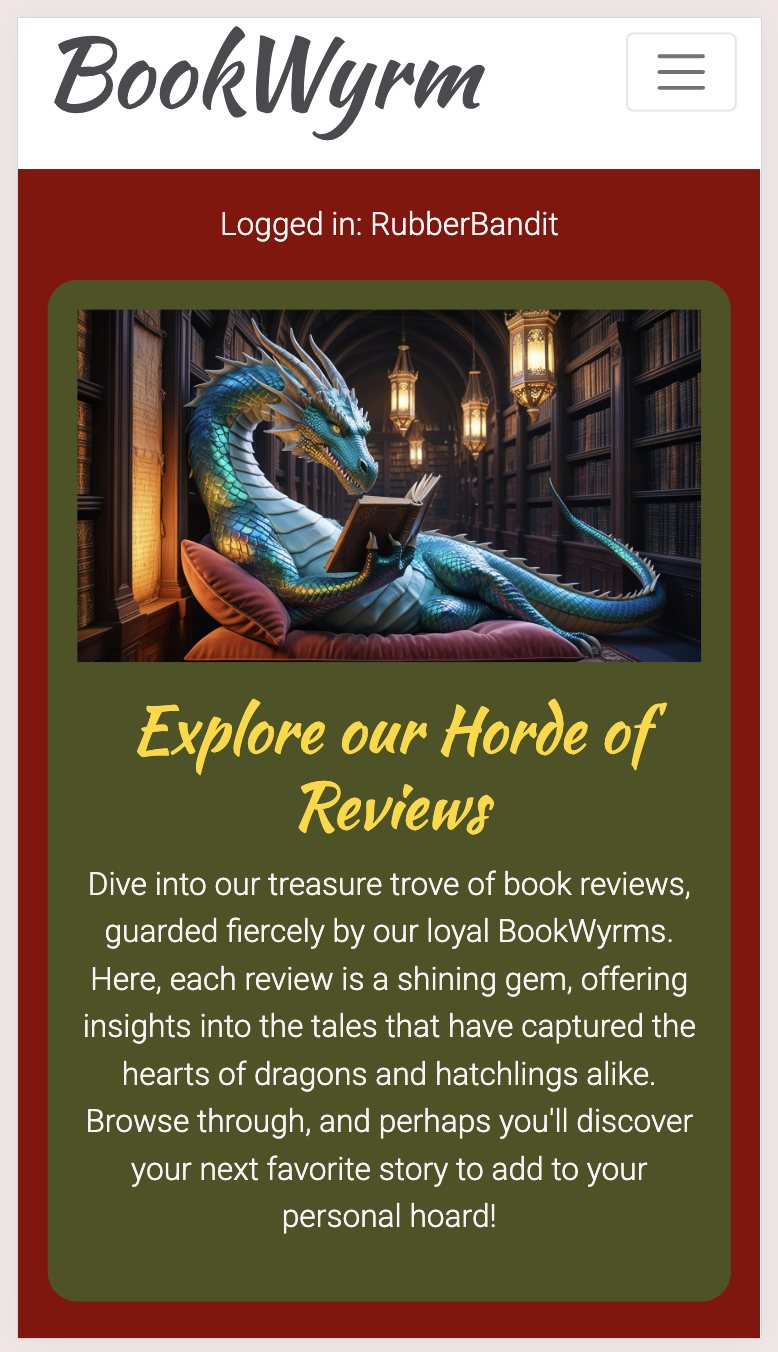 BookWyrm
Logged in: RubberBandit
Explore our Horde of
Reviews
Dive into our treasure trove of book reviews,
guarded fiercely by our loyal BookWyrms.
Here, each review is a shining gem, offering
insights into the tales that have captured the
hearts of dragons and hatchlings alike.
Browse through, and perhaps you'll discover
your next favorite story to add to your
personal hoard!